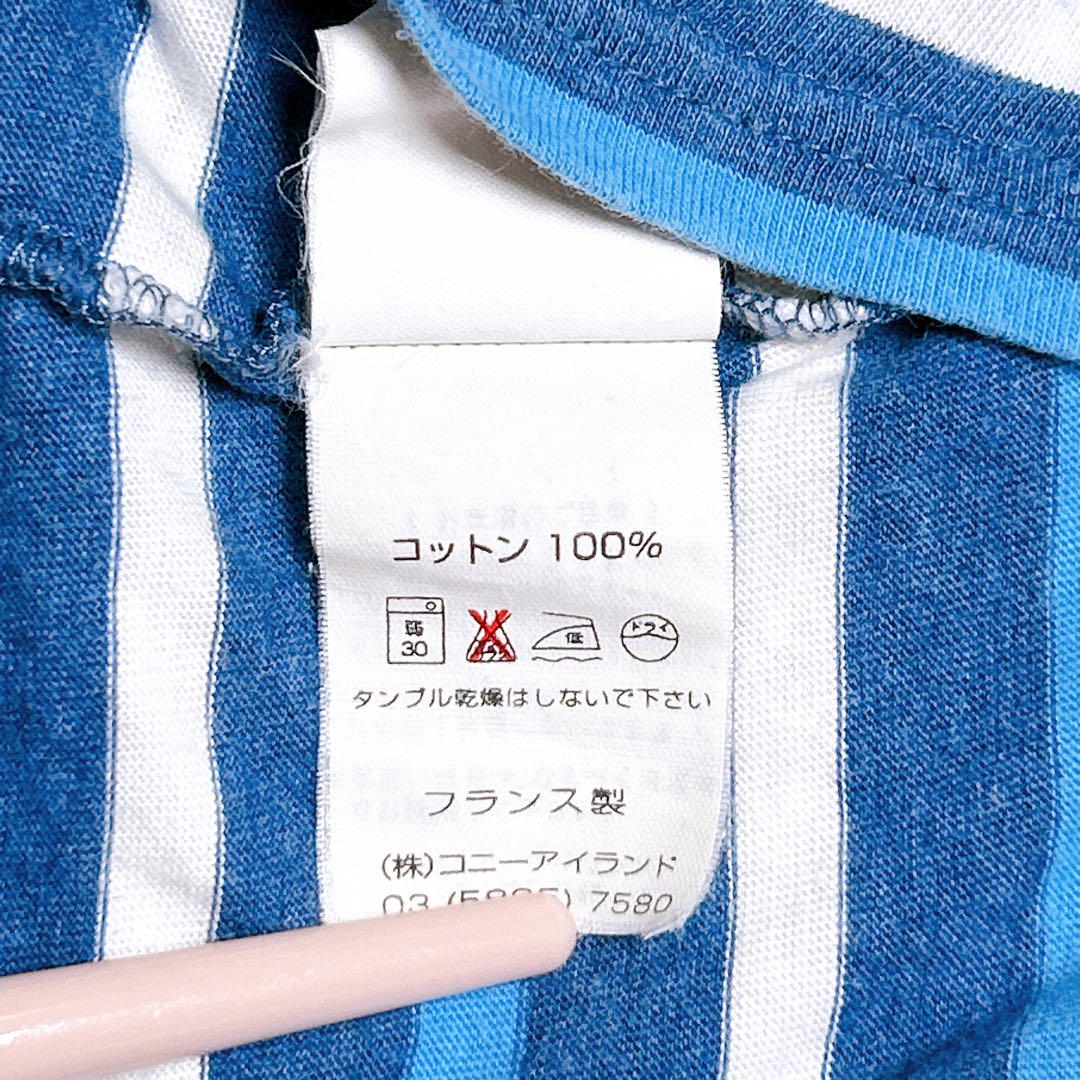 コットン 100%
弱 30 低 ドライ
タンブル乾燥はしないで下さい
フランス製
(株)コニーアイランド
03 7580